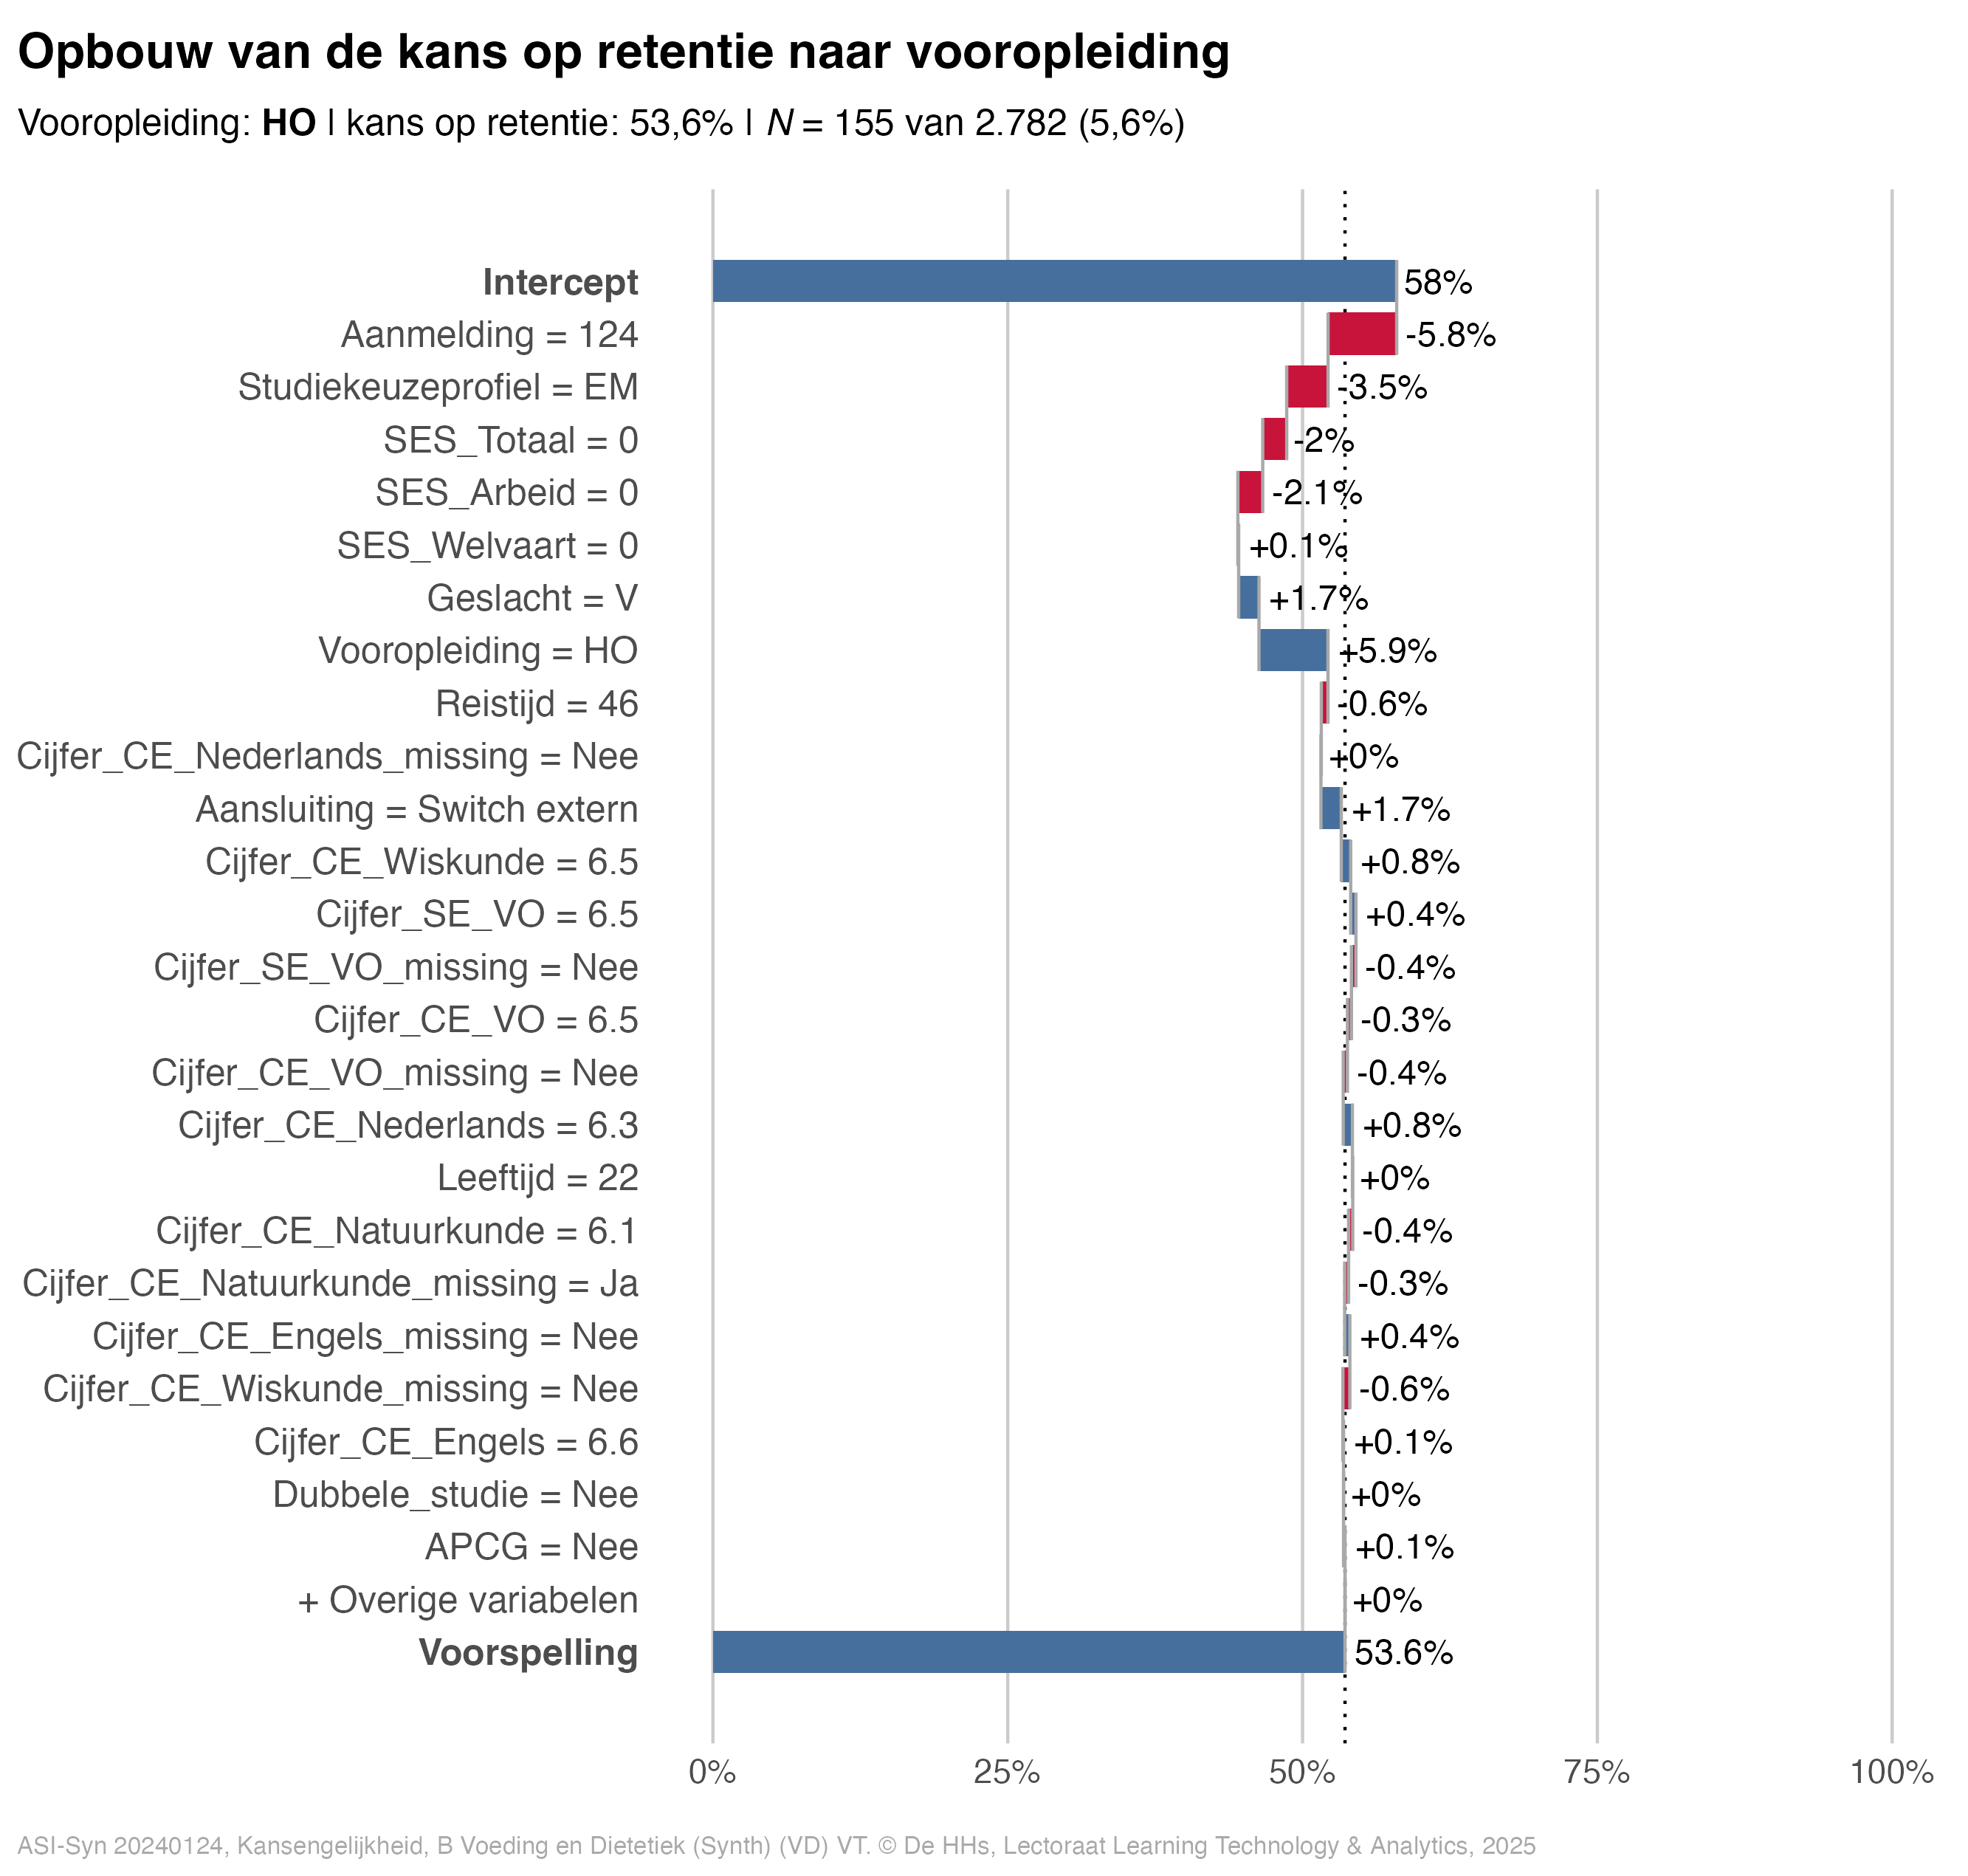 Opbouw van de kans op retentie naar vooropleiding
Vooropleiding: HO | kans op retentie: 53,6% | N = 155 van 2.782 (5,6%)
Intercept 58%
Aanmelding = 124 -5.8%
Studiekeuzeprofiel = EM -3.5%
SES_Totaal = 0 -2%
SES_Arbeid = 0 -2.1%
SES_Welvaart = 0 +0.1%
Geslacht = V +1.7%
Vooropleiding = HO +5.9%
Reistijd = 46 -0.6%
Cijfer_CE_Nederlands_missing = Nee +0%
Aansluiting = Switch extern +1.7%
Cijfer_CE_Wiskunde = 6.5 +0.8%
Cijfer_SE_VO = 6.5 +0.4%
Cijfer_SE_VO_missing = Nee -0.4%
Cijfer_CE_VO = 6.5 -0.3%
Cijfer_CE_VO_missing = Nee -0.4%
Cijfer_CE_Nederlands = 6.3 +0.8%
Leeftijd = 22 +0%
Cijfer_CE_Natuurkunde = 6.1 -0.4%
Cijfer_CE_Natuurkunde_missing = Ja -0.3%
Cijfer_CE_Engels_missing = Nee +0.4%
Cijfer_CE_Wiskunde_missing = Nee -0.6%
Cijfer_CE_Engels = 6.6 +0.1%
Dubbele_studie = Nee +0%
APCG = Nee +0.1%
+ Overige variabelen +0%
Voorspelling 53.6%
0% 25% 50% 75% 100%
ASI-Syn 20240124, Kansengelijkheid, B Voeding en Dietetiek (Synth) (VD) VT. © De HHs, Lectoraat Learning Technology & Analytics, 2025